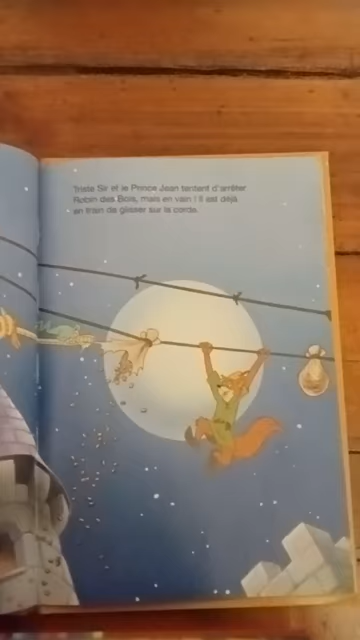 Triste Sir et le Prince Jean tentent d'arrêter
Robin des Bois, mais en vain ! Il est déjà
en train de glisser sur la corde.